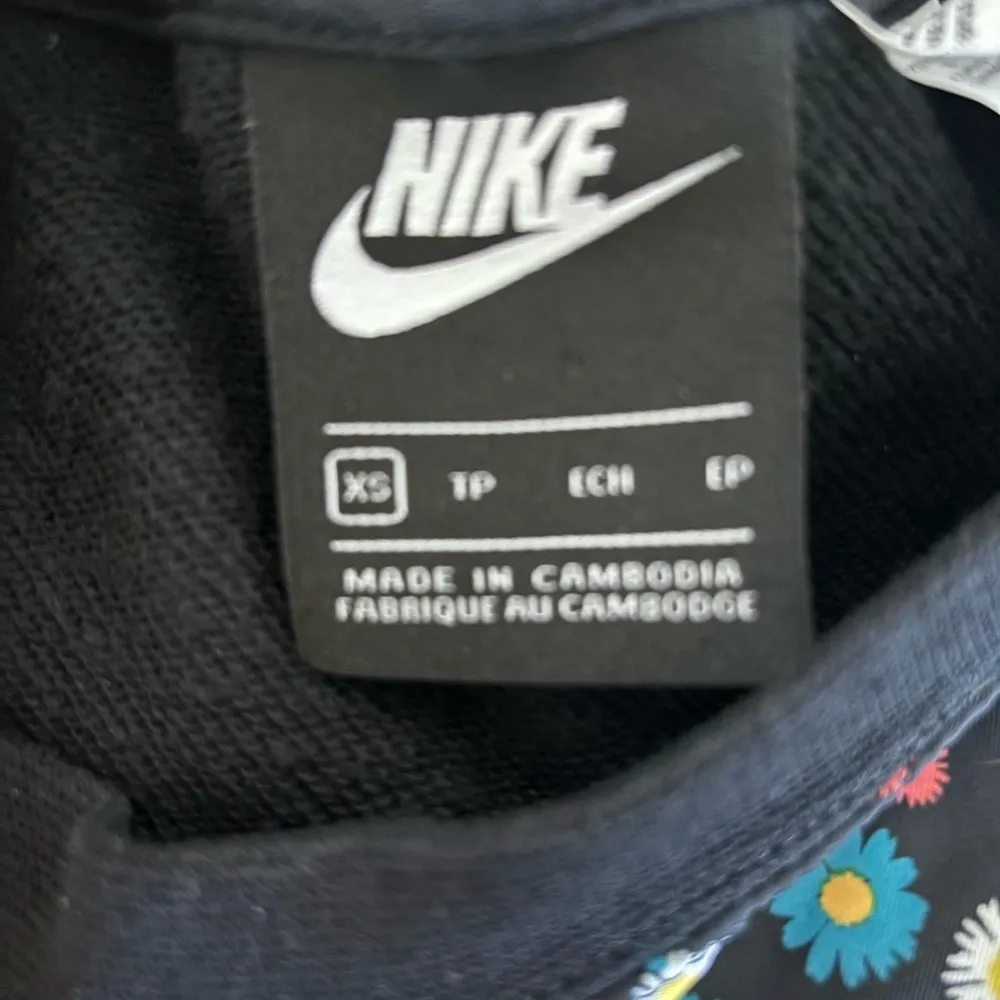 NIKE
XS TP ECH EP
MADE IN CAMBODIA
FABRIQUE AU CAMBODGE